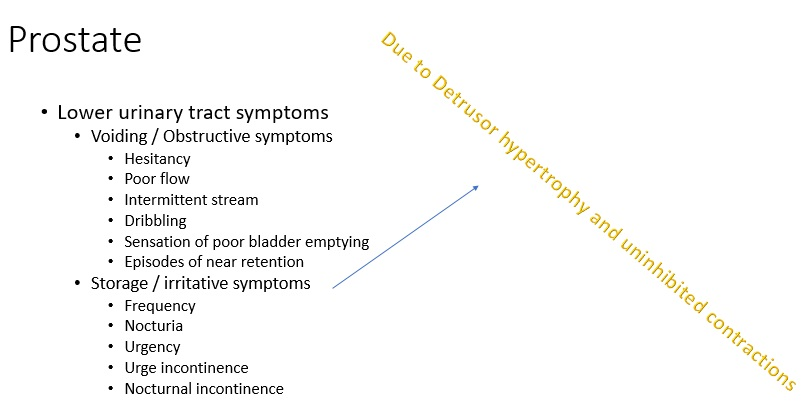 Prostate
• Lower urinary tract symptoms
• Voiding / Obstructive symptoms
• Hesitancy
• Poor flow
• Intermittent stream
• Dribbling
• Sensation of poor bladder emptying
• Episodes of near retention
• Storage / irritative symptoms
• Frequency
• Nocturia
• Urgency
• Urge incontinence
• Nocturnal incontinence
Due to Detrusor hypertrophy and uninhibited contractions